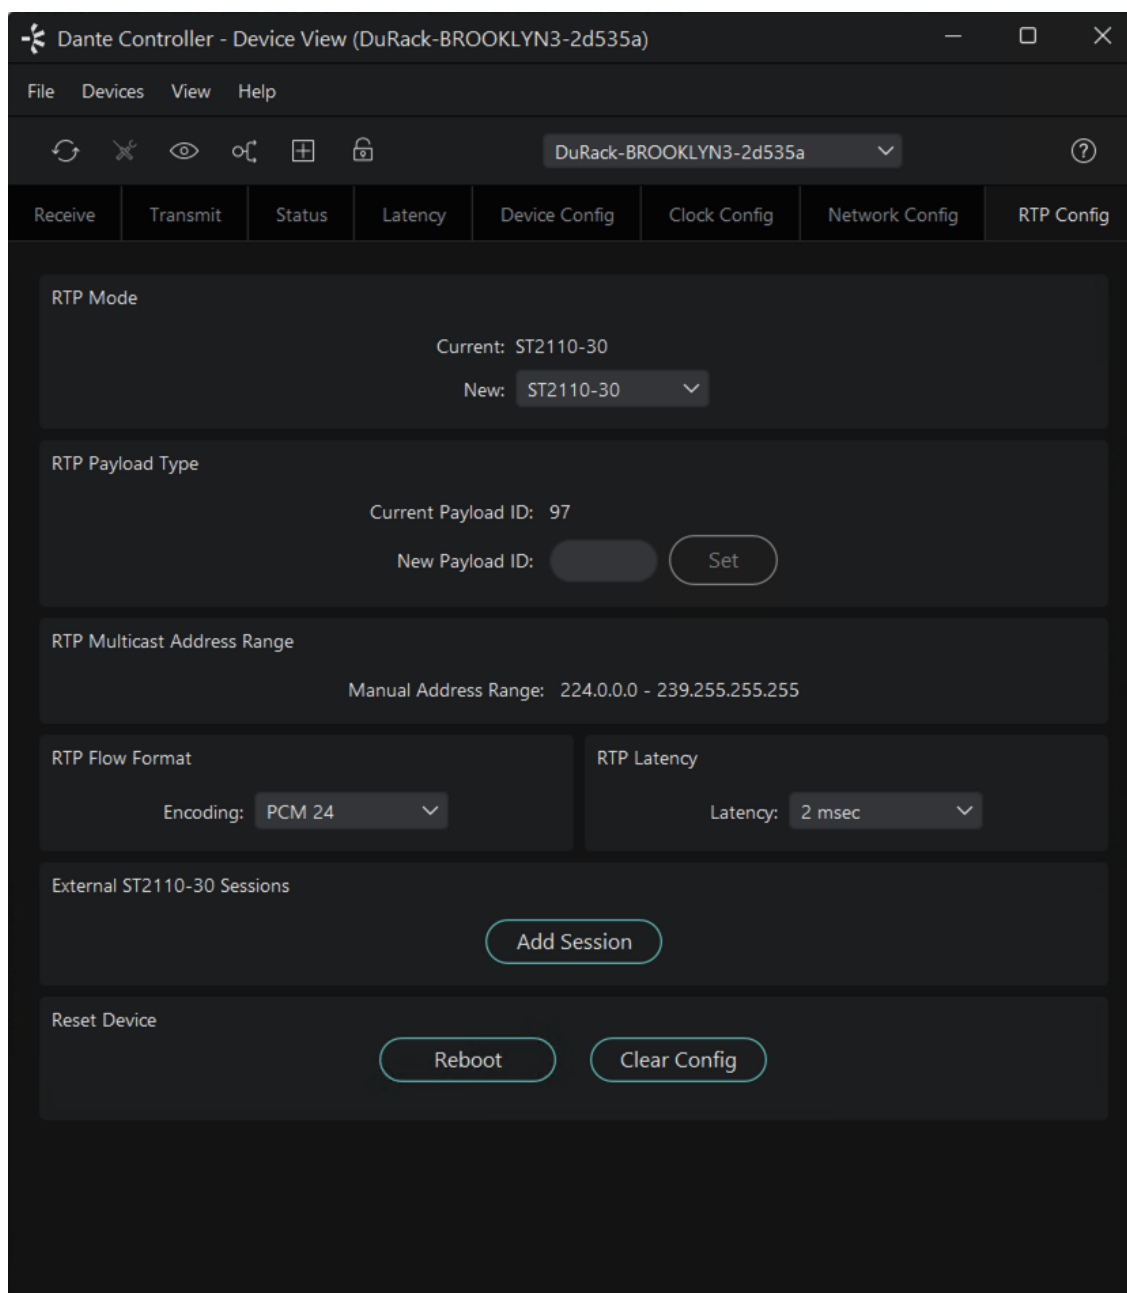 Dante Controller - Device View (DuRack-BROOKLYN3-2d535a)
File Devices View Help
DuRack-BROOKLYN3-2d535a
Receive Transmit Status Latency Device Config Clock Config Network Config RTP Config
RTP Mode
Current: ST2110-30
New: ST2110-30
RTP Payload Type
Current Payload ID: 97
New Payload ID: Set
RTP Multicast Address Range
Manual Address Range: 224.0.0.0 - 239.255.255.255
RTP Flow Format
Encoding: PCM 24
RTP Latency
Latency: 2 msec
External ST2110-30 Sessions
Add Session
Reset Device
Reboot Clear Config